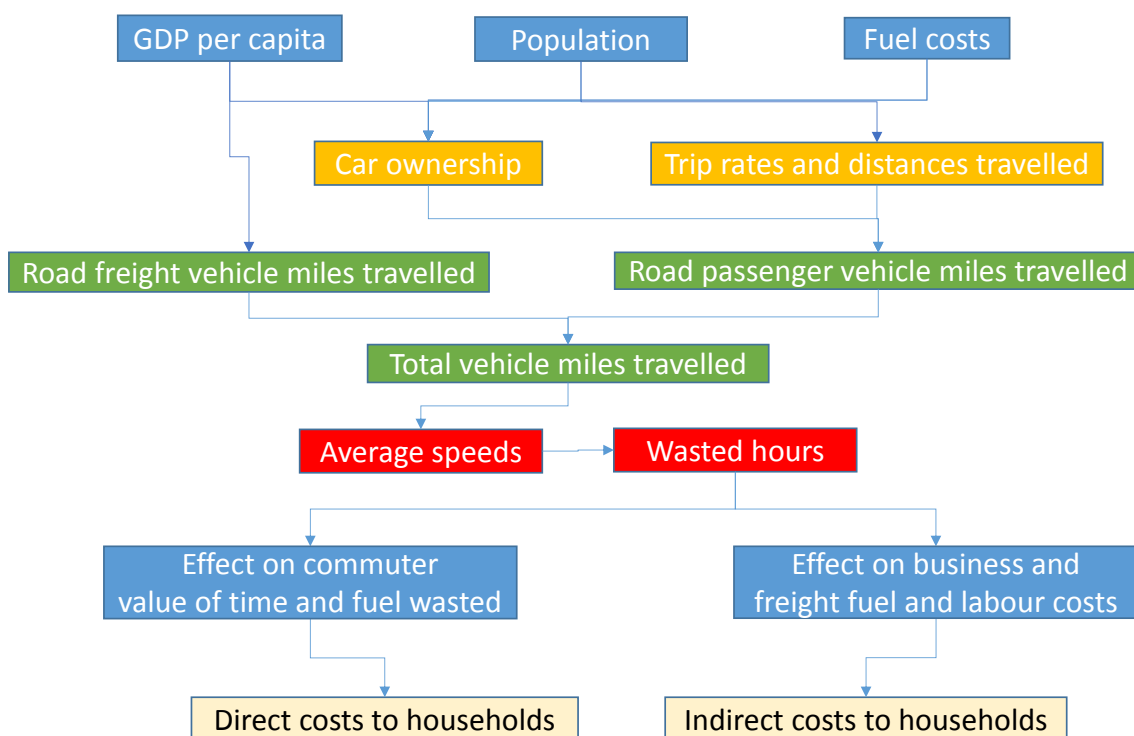 GDP per capita
Population
Fuel costs
Car ownership
Trip rates and distances travelled
Road freight vehicle miles travelled
Road passenger vehicle miles travelled
Total vehicle miles travelled
Average speeds
Wasted hours
Effect on commuter
value of time and fuel wasted
Effect on business and
freight fuel and labour costs
Direct costs to households
Indirect costs to households